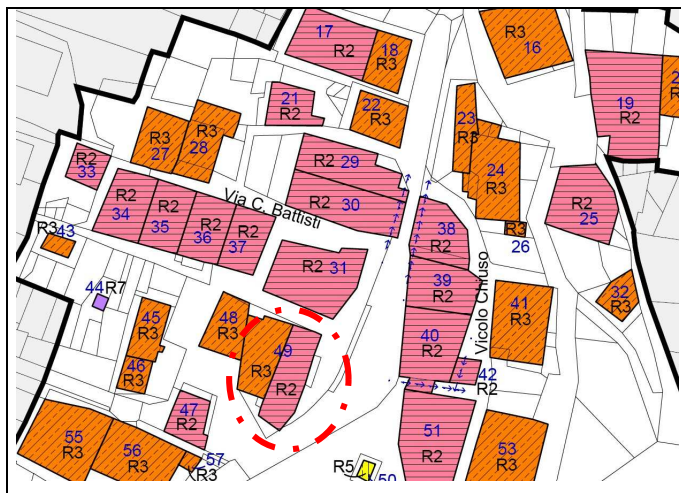 17
R2
18
R3
R3
16
19
R2
21
R2
22
R3
23
R3
24
R3
R3
27
R3
28
R2
29
R2
30
R2
33
R2
34
R2
35
R2
36
R2
37
Via C. Battisti
R2
25
R3
26
38
R2
R3
43
R2
31
39
R2
Vicolo Chiuso
41
R3
32
R3
44
R7
45
R3
48
R3
49
R3
R2
40
R2
42
R2
46
R3
47
R2
51
R2
53
R3
55
R3
56
R3
57
R5
50